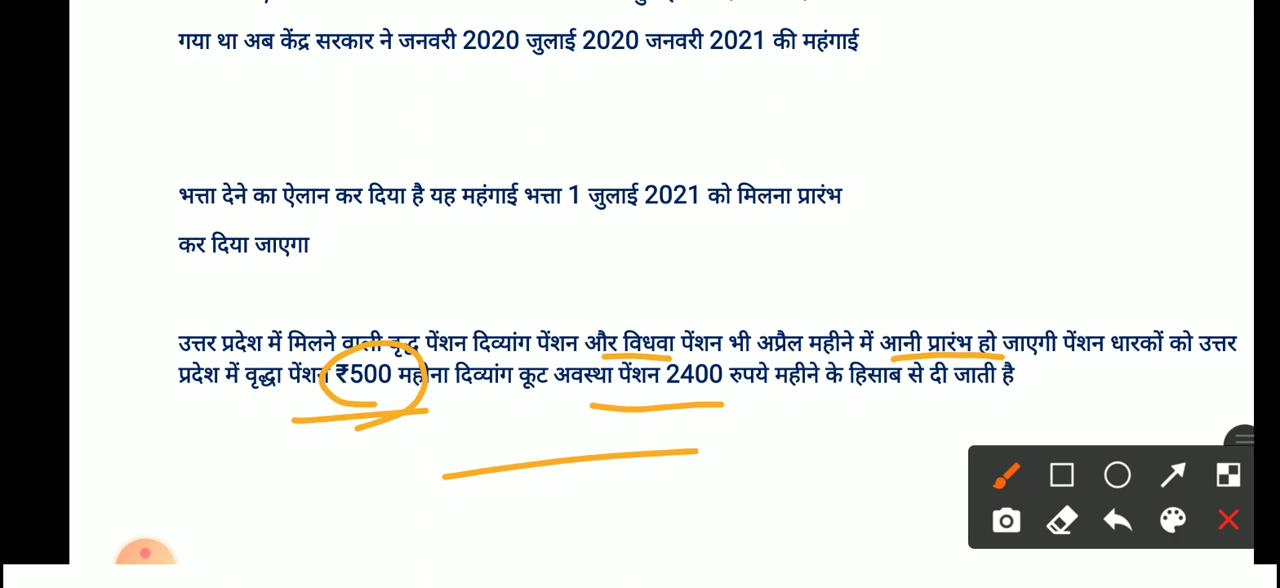 गया था अब केंद्र सरकार ने जनवरी 2020 जुलाई 2020 जनवरी 2021 की महंगाई
भत्ता देने का ऐलान कर दिया है यह महंगाई भत्ता 1 जुलाई 2021 को मिलना प्रारंभ
कर दिया जाएगा
उत्तर प्रदेश में मिलने वाली वृद्ध पेंशन दिव्यांग पेंशन और विधवा पेंशन भी अप्रैल महीने में आनी प्रारंभ हो जाएगी पेंशन धारकों को उत्तर
प्रदेश में वृद्धा पेंशन ₹500 महीना दिव्यांग कूट अवस्था पेंशन 2400 रुपये महीने के हिसाब से दी जाती है